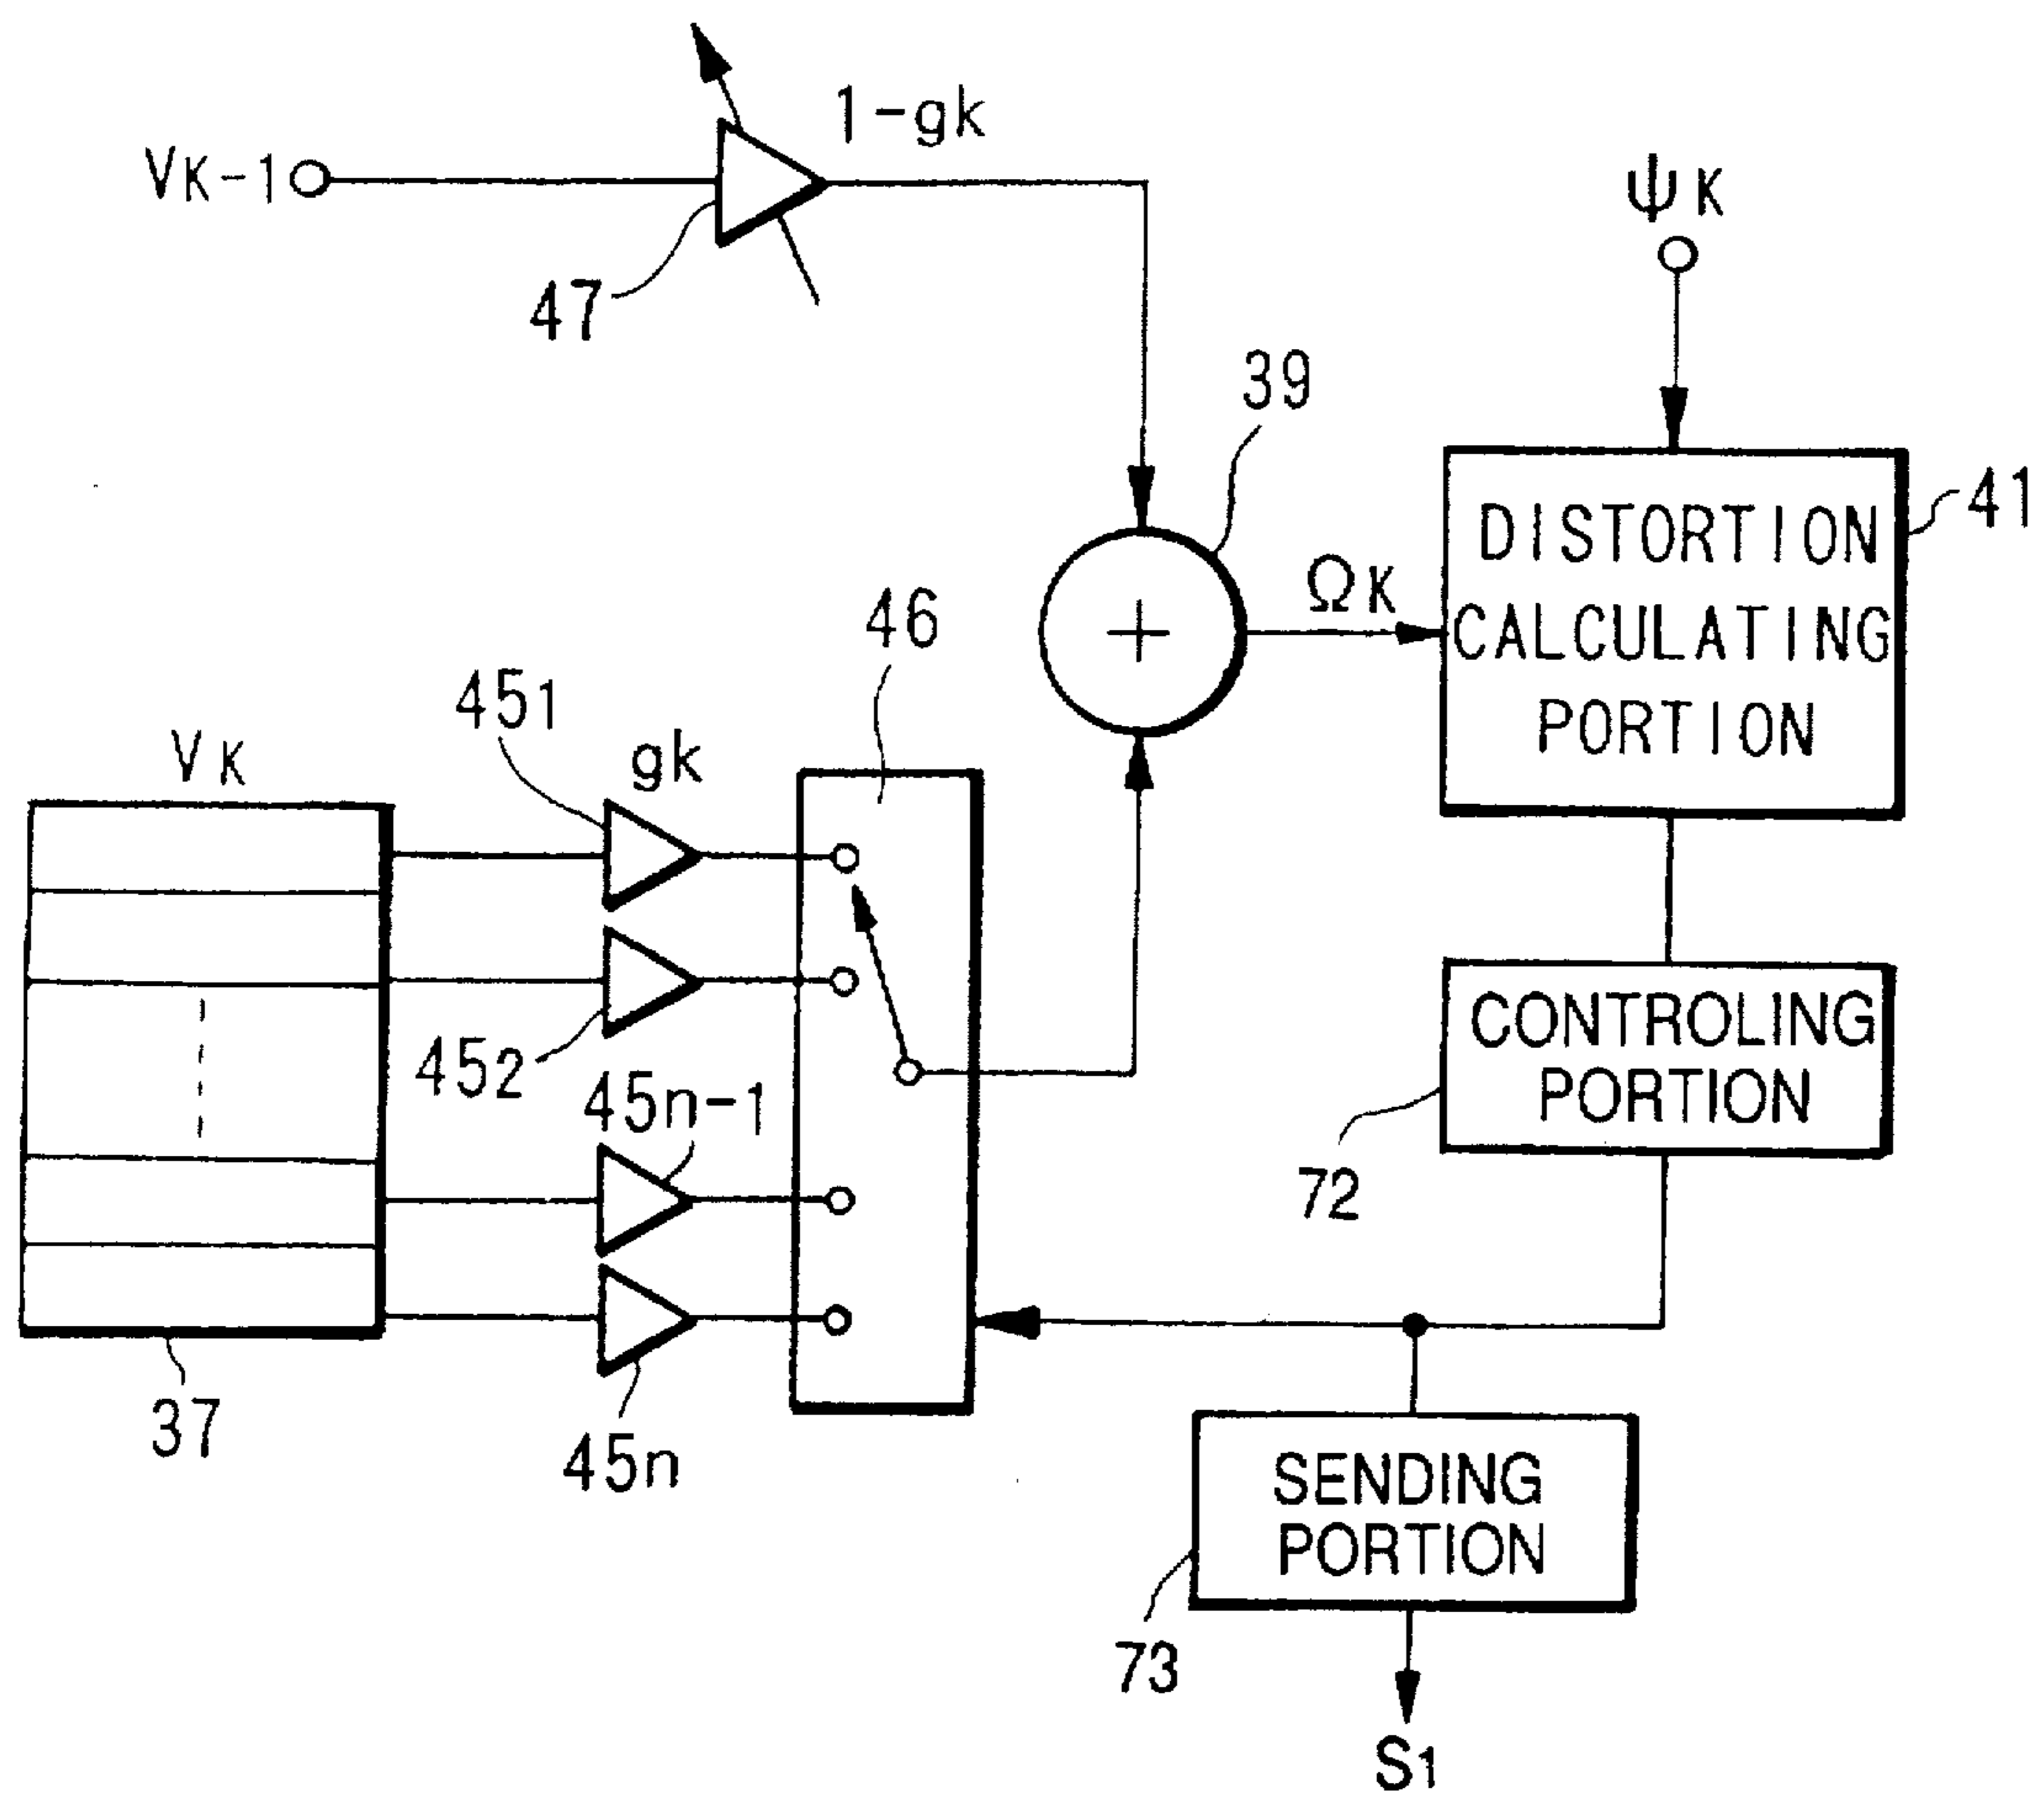 1-gk
VK-1
ψK
47
39
41
DISTORTION
CALCULATING
PORTION
ΩK
46
451
VK
gk
452
45n-1
CONTROLING
PORTION
72
37
45n
SENDING
PORTION
73
S1